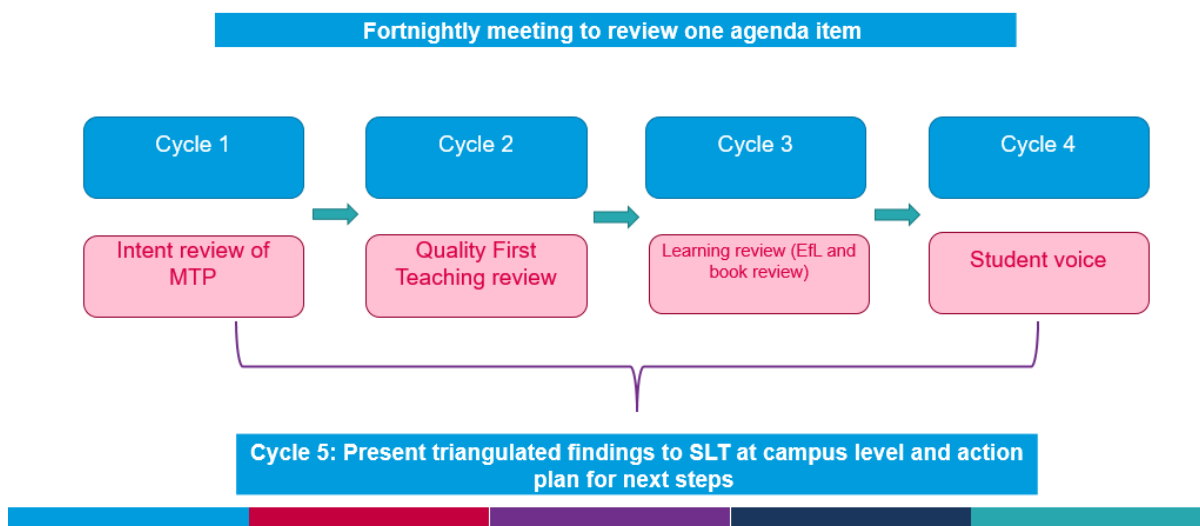 Fortnightly meeting to review one agenda item
Cycle 1
Cycle 2
Cycle 3
Cycle 4
Intent review of
MTP
Quality First
Teaching review
Learning review (EfL and
book review)
Student voice
Cycle 5: Present triangulated findings to SLT at campus level and action
plan for next steps